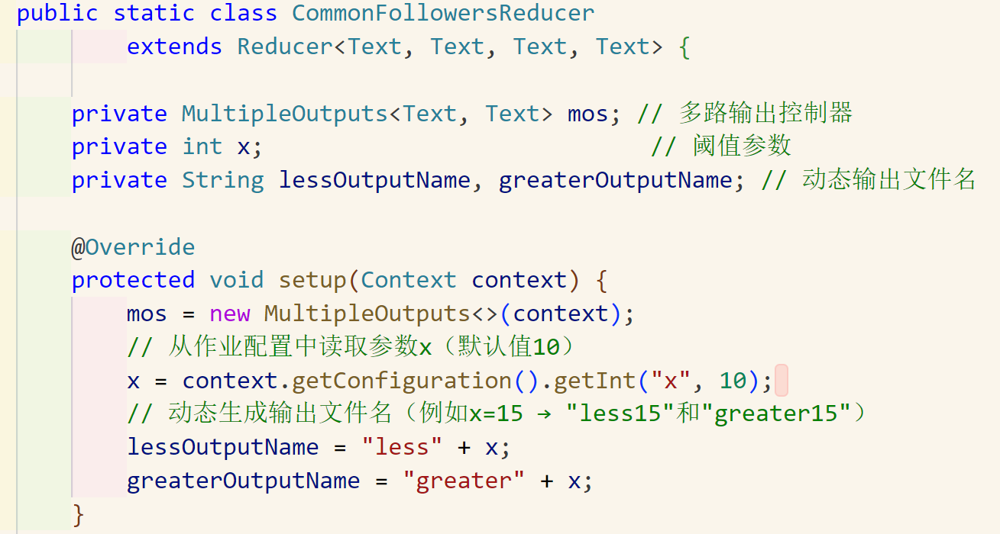 public static class CommonFollowersReducer
extends Reducer<Text, Text, Text, Text> {
private MultipleOutputs<Text, Text> mos; // 多路输出控制器
private int x; // 阈值参数
private String lessOutputName, greaterOutputName; // 动态输出文件名
@Override
protected void setup(Context context) {
mos = new MultipleOutputs<>(context);
// 从作业配置中读取参数x（默认值10）
x = context.getConfiguration().getInt("x", 10);
// 动态生成输出文件名（例如x=15 → "less15"和"greater15"）
lessOutputName = "less" + x;
greaterOutputName = "greater" + x;
}